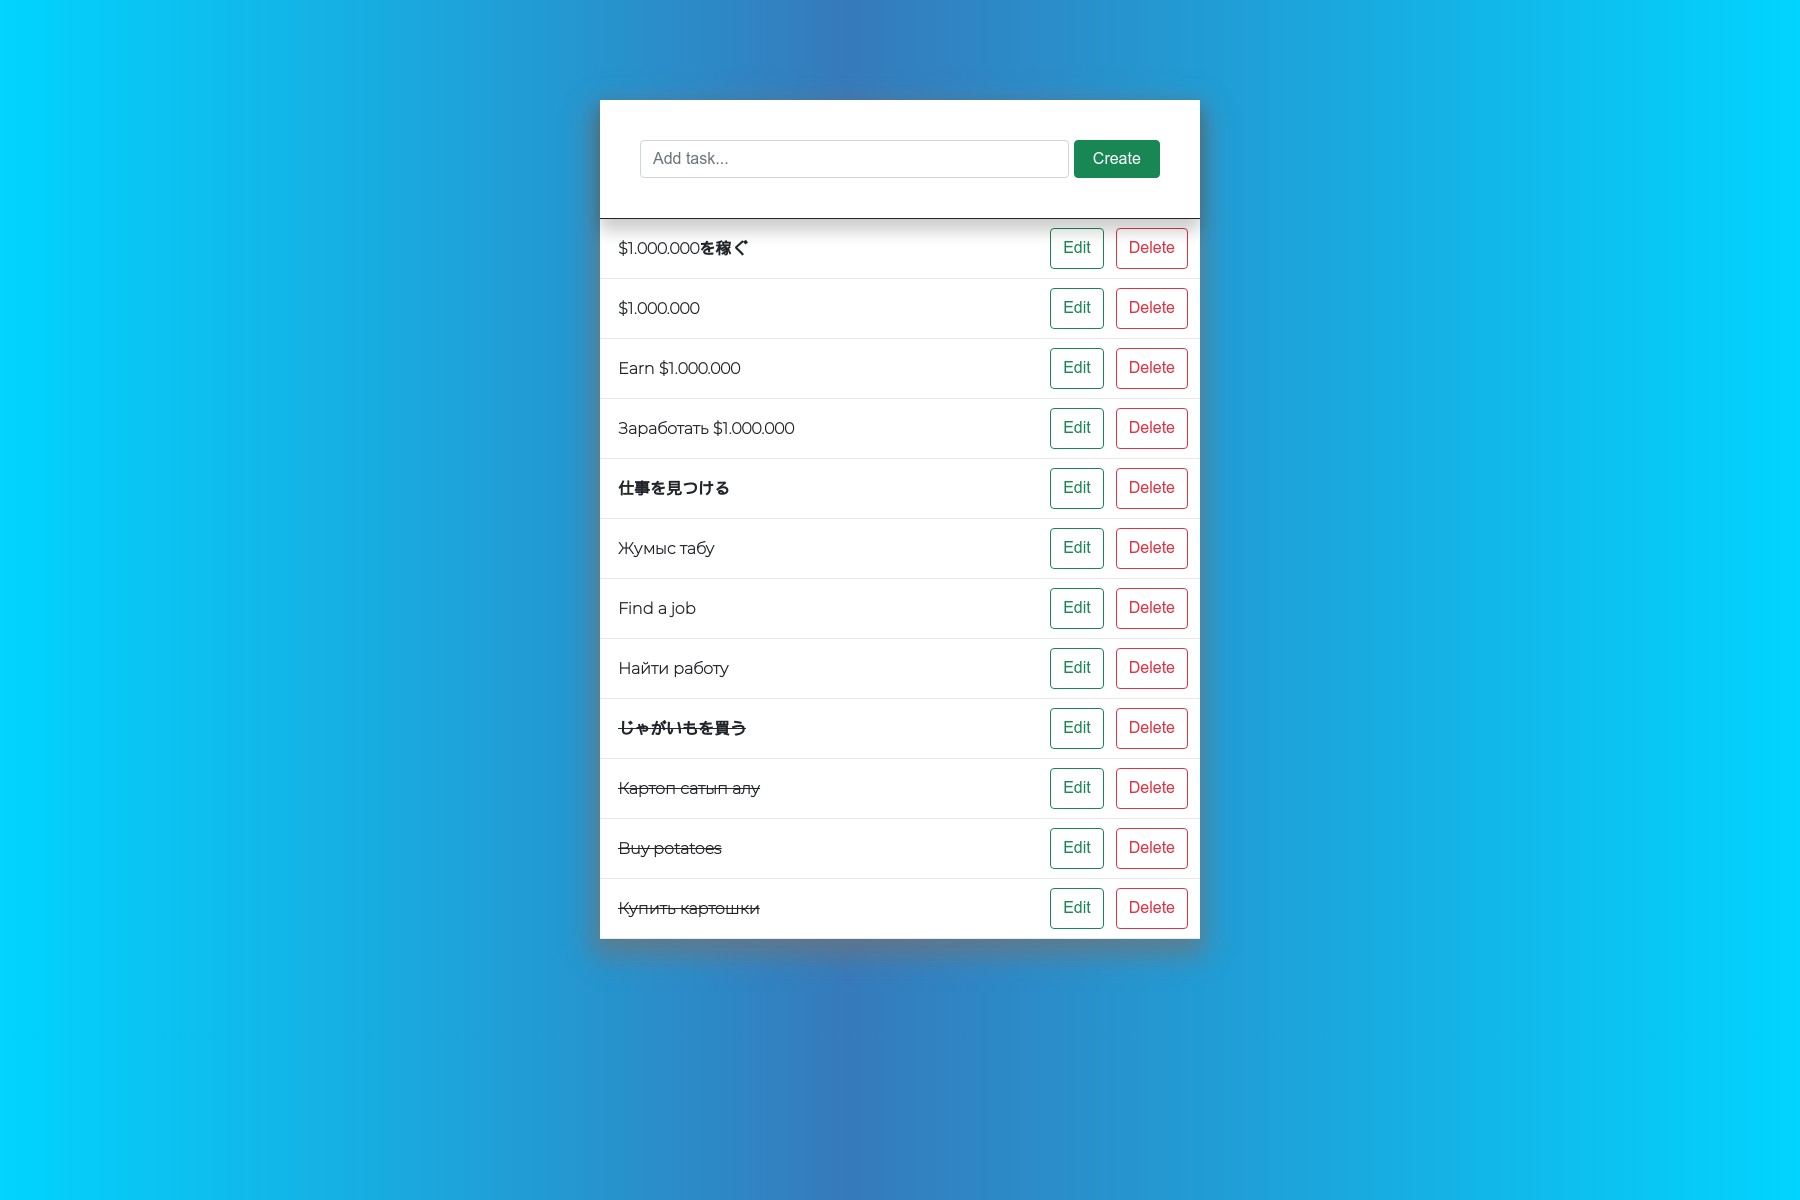 Add task...
Create
$1.000.000を稼ぐ Edit Delete
$1.000.000 Edit Delete
Earn $1.000.000 Edit Delete
Заработать $1.000.000 Edit Delete
仕事を見つける Edit Delete
Жумыс табу Edit Delete
Find a job Edit Delete
Найти работу Edit Delete
じゃがいもを買う Edit Delete
Картоп сатып алу Edit Delete
Buy potatoes Edit Delete
Купить картошки Edit Delete